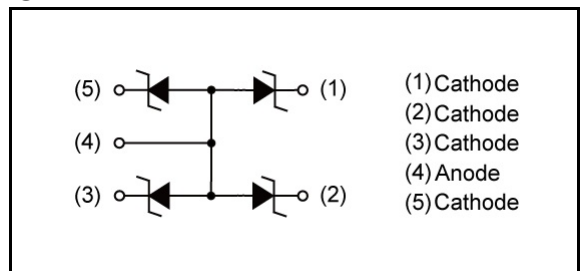 (5) (1)
(4)
(3) (2)
(1)Cathode
(2)Cathode
(3)Cathode
(4)Anode
(5)Cathode